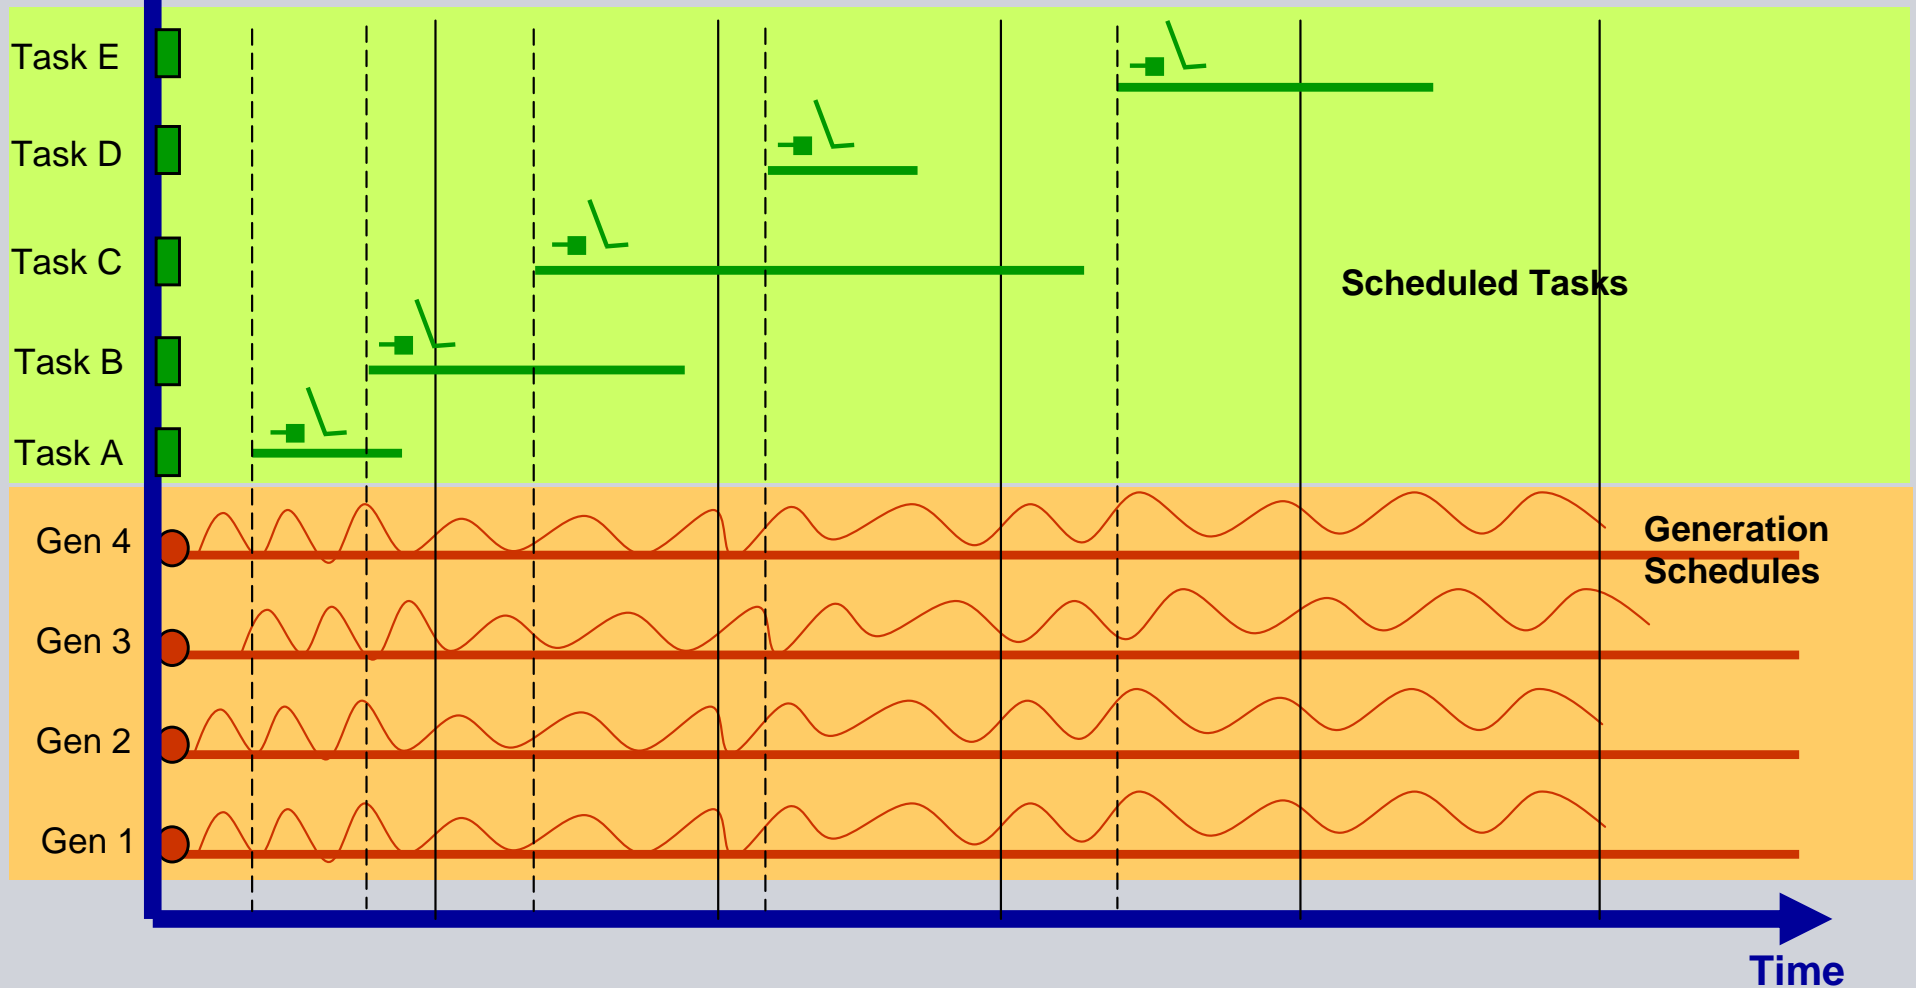 Task E
Task D
Task C
Scheduled Tasks
Task B
Task A
Gen 4
Generation
Schedules
Gen 3
Gen 2
Gen 1
Time